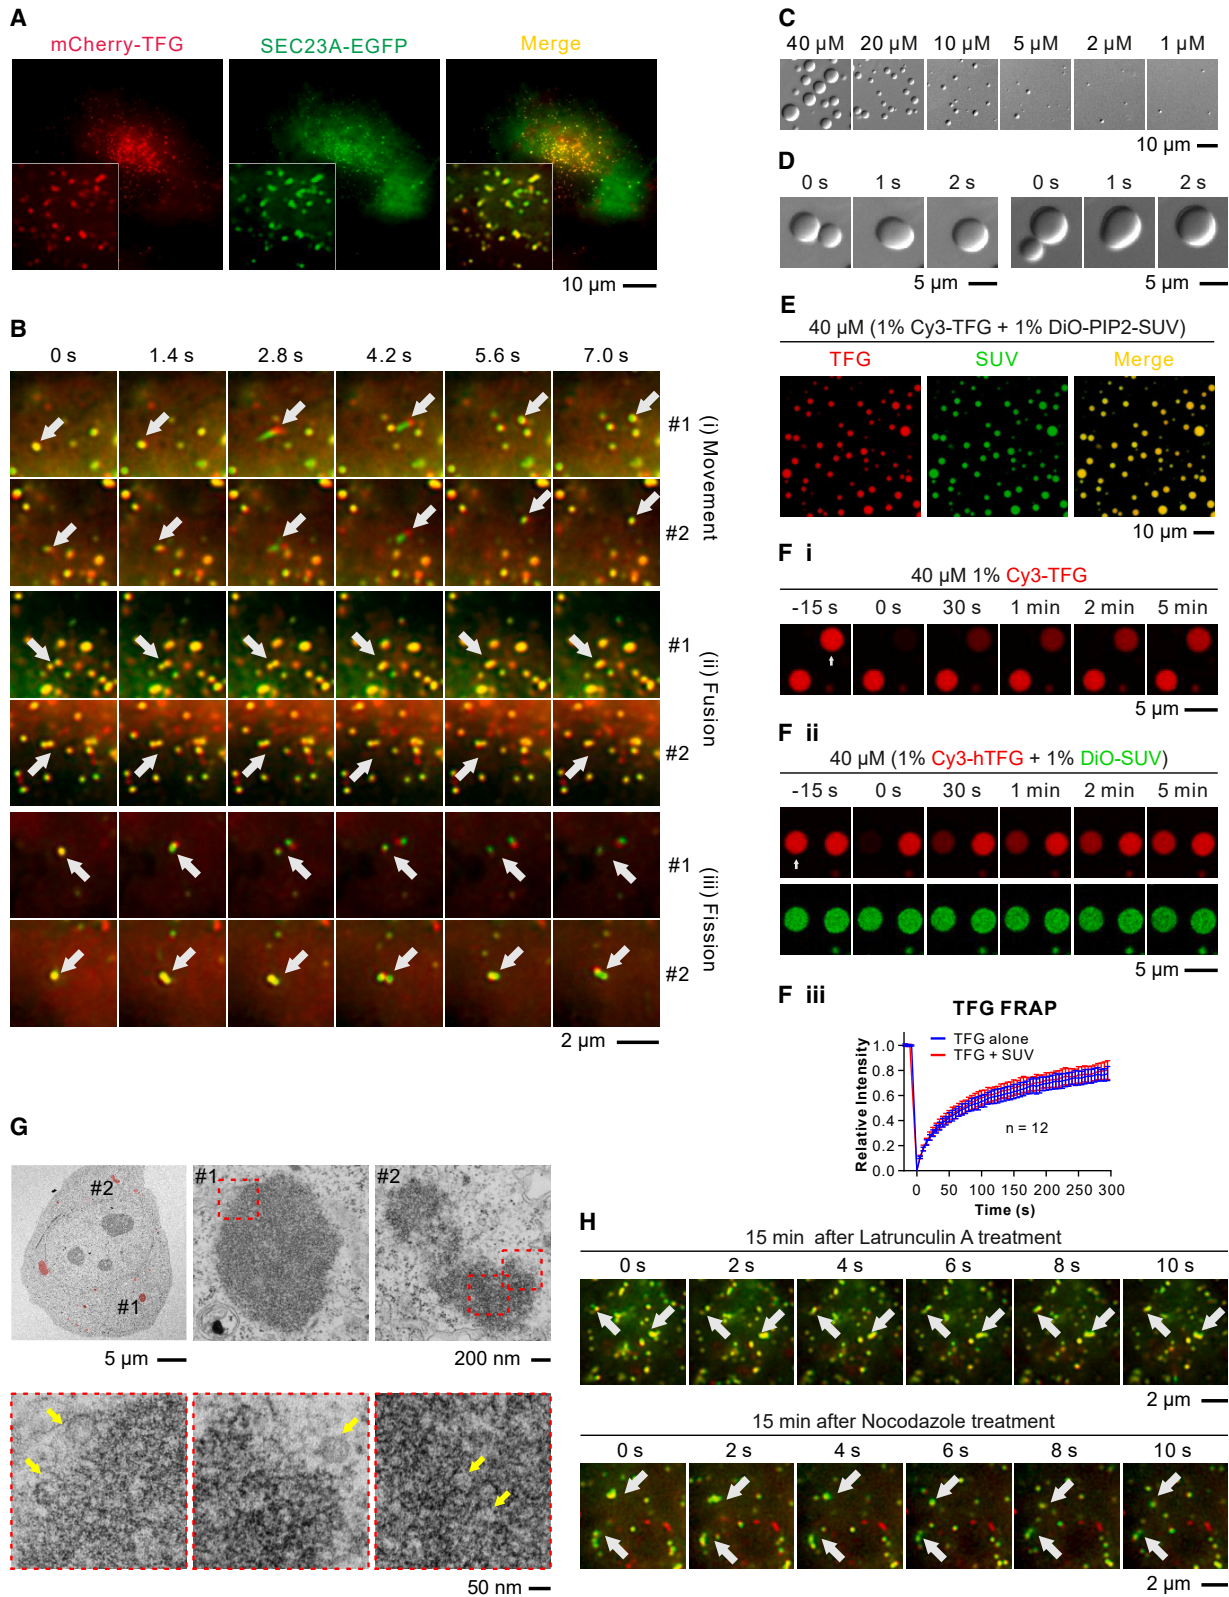 A
mCherry-TFG SEC23A-EGFP Merge
10 µm
B
0 s 1.4 s 2.8 s 4.2 s 5.6 s 7.0 s
#1
#2
(i) Movement
#1
#2
(ii) Fusion
#1
#2
(iii) Fission
2 µm
C
40 µM 20 µM 10 µM 5 µM 2 µM 1 µM
10 µm
D
0 s 1 s 2 s 0 s 1 s 2 s
5 µm 5 µm
E
40 µM (1% Cy3-TFG + 1% DiO-PIP2-SUV)
TFG SUV Merge
10 µm
F i
40 µM 1% Cy3-TFG
-15 s 0 s 30 s 1 min 2 min 5 min
5 µm
F ii
40 µM (1% Cy3-hTFG + 1% DiO-SUV)
-15 s 0 s 30 s 1 min 2 min 5 min
5 µm
F iii
TFG FRAP
TFG alone
TFG + SUV
Relative Intensity
1.0
0.8
0.6
0.4
0.2
0.0
n = 12
0 50 100 150 200 250 300
Time (s)
G
#2
#1
#1
#2
5 µm 200 nm
50 nm
H
15 min after Latrunculin A treatment
0 s 2 s 4 s 6 s 8 s 10 s
2 µm
15 min after Nocodazole treatment
0 s 2 s 4 s 6 s 8 s 10 s
2 µm